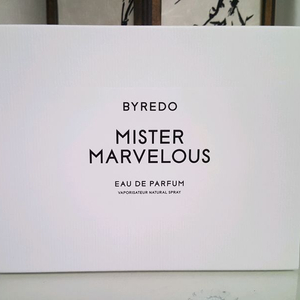 BYREDO
MISTER
MARVELOUS
EAU DE PARFUM
VAPORISATEUR NATURAL SPRAY